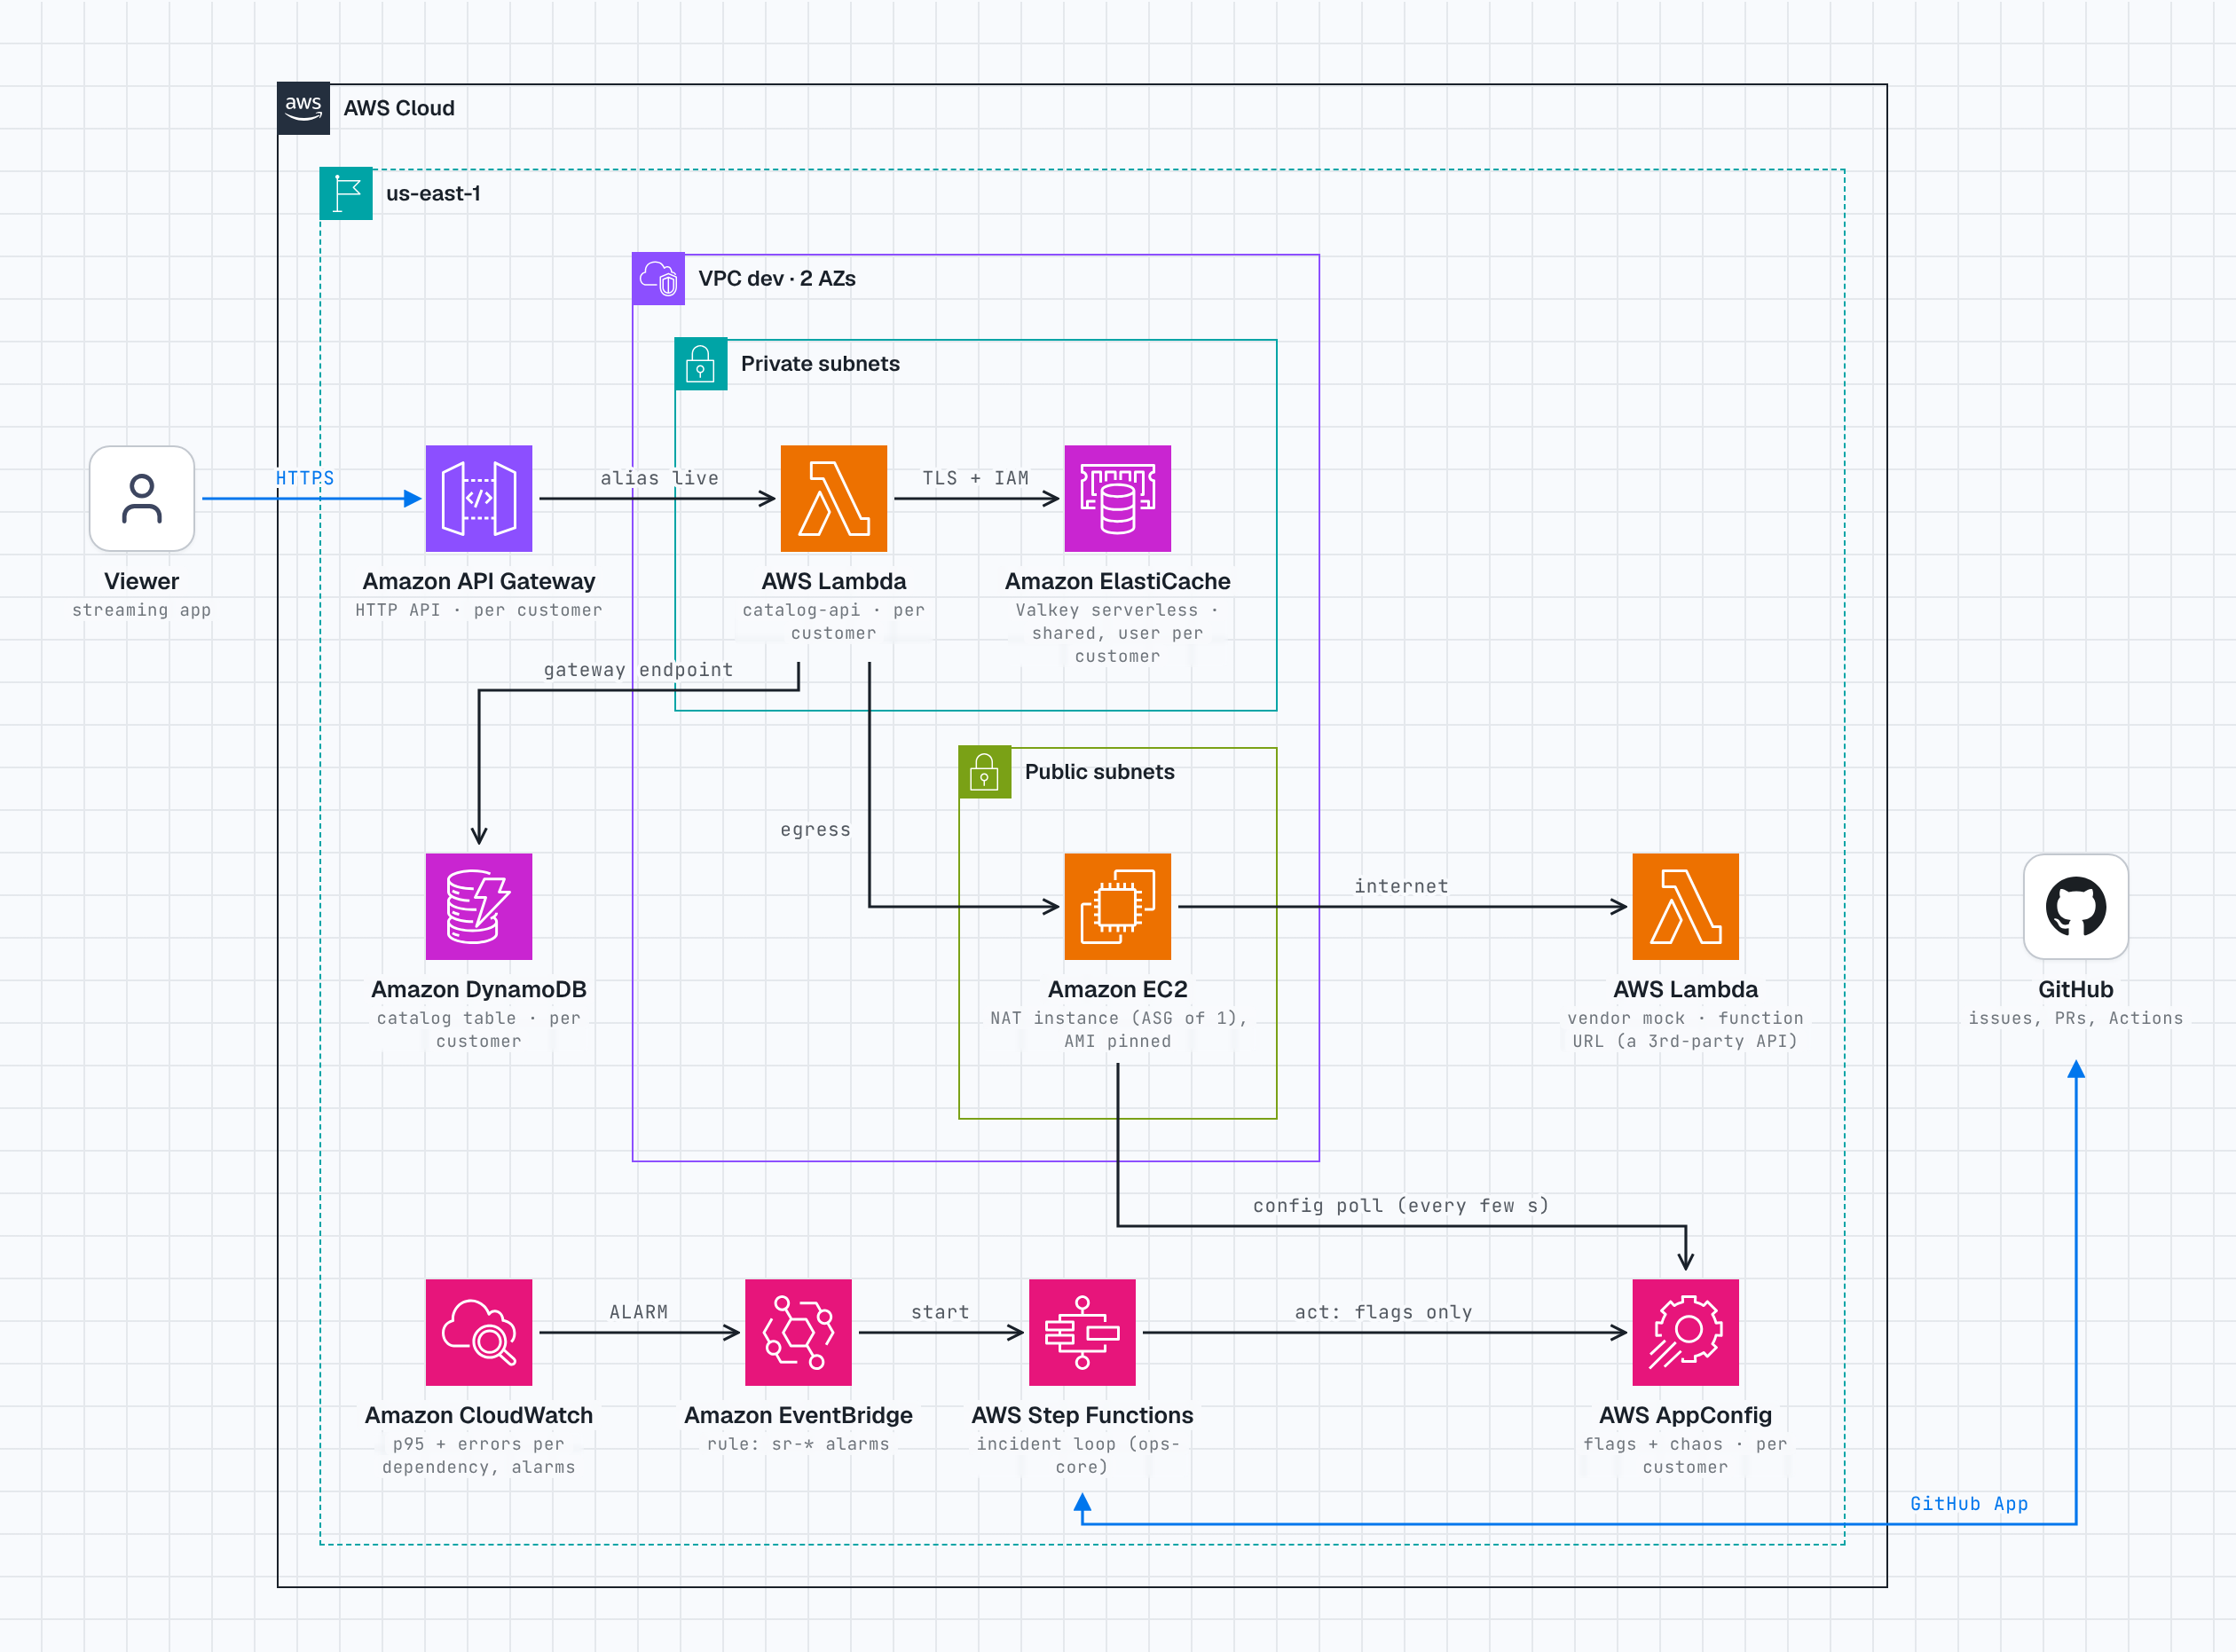 aws
AWS Cloud
us-east-1
VPC dev · 2 AZs
Private subnets
HTTPS
alias live
TLS + IAM
Viewer
streaming app
Amazon API Gateway
HTTP API · per customer
AWS Lambda
catalog-api · per
customer
Amazon ElastiCache
Valkey serverless ·
shared, user per
customer
gateway endpoint
Public subnets
egress
internet
Amazon DynamoDB
catalog table · per
customer
Amazon EC2
NAT instance (ASG of 1),
AMI pinned
AWS Lambda
vendor mock · function
URL (a 3rd-party API)
GitHub
issues, PRs, Actions
config poll (every few s)
ALARM
start
act: flags only
Amazon CloudWatch
p95 + errors per
dependency, alarms
Amazon EventBridge
rule: sr-* alarms
AWS Step Functions
incident loop (ops-
core)
AWS AppConfig
flags + chaos · per
customer
GitHub App